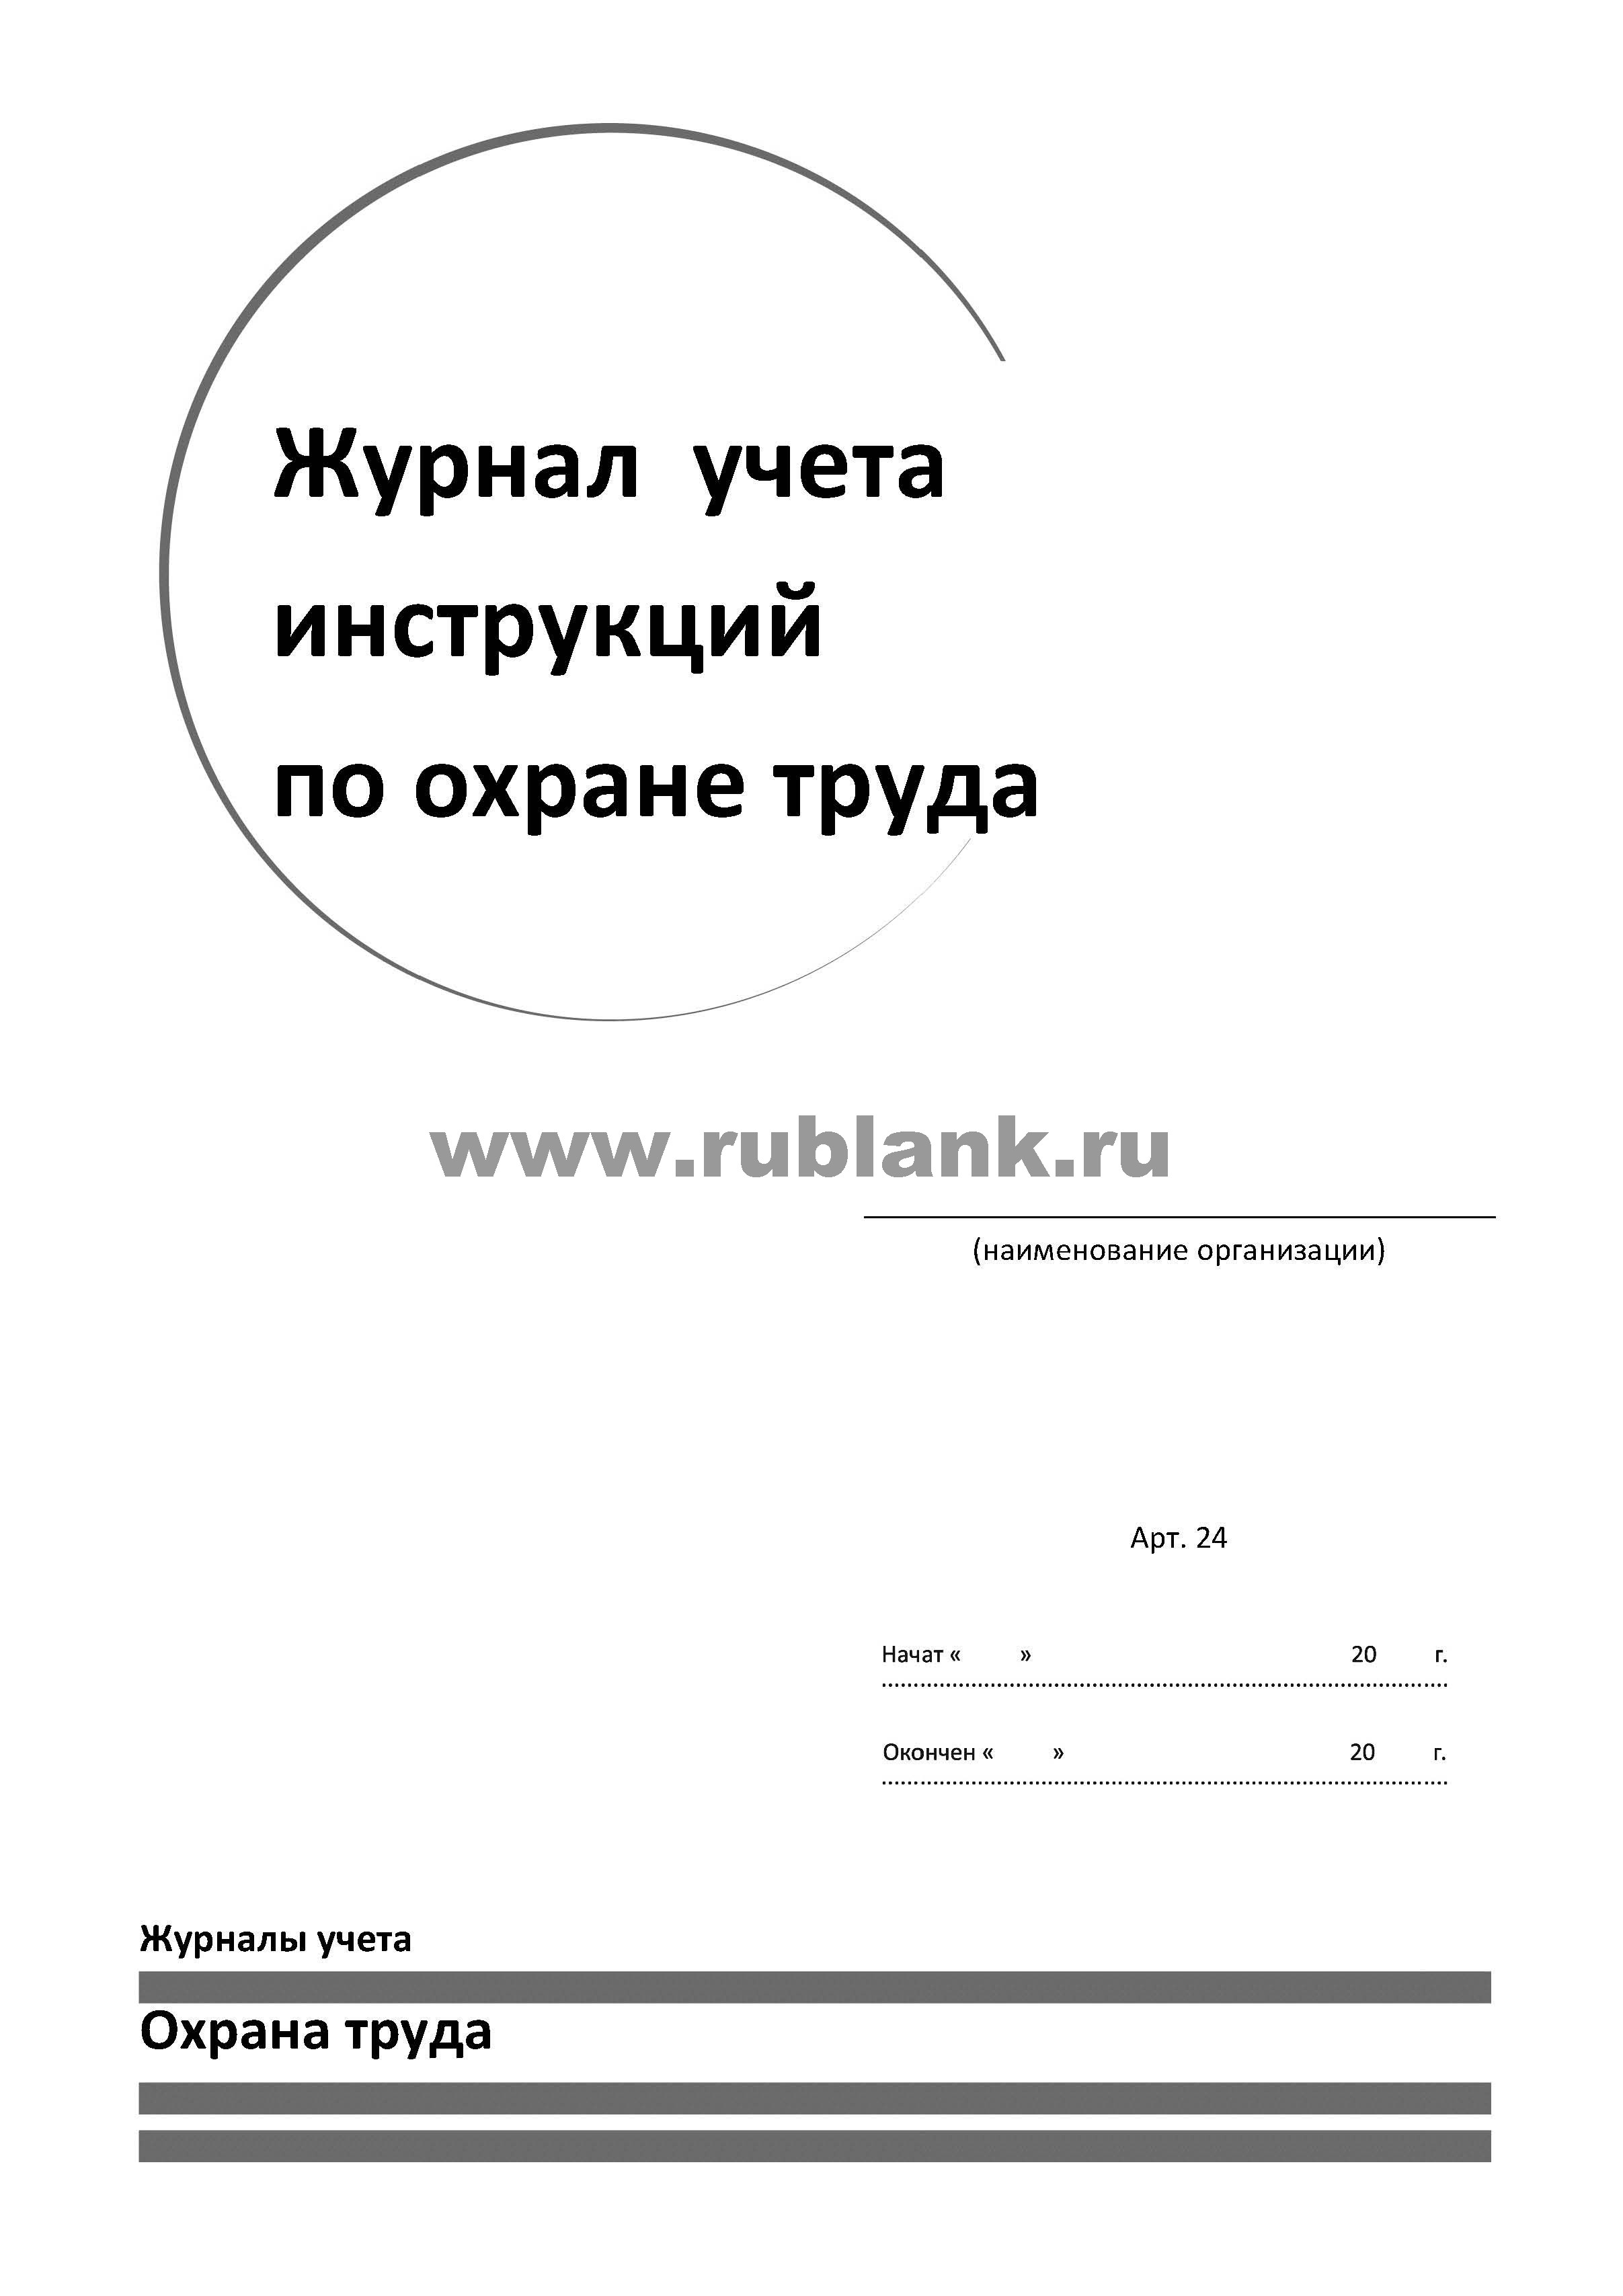 Журнал учета
инструкций
по охране труда
www.rublank.ru
(наименование организации)
Арт. 24
Начат « » 20 г.
Окончен « » 20 г.
Журналы учета
Охрана труда